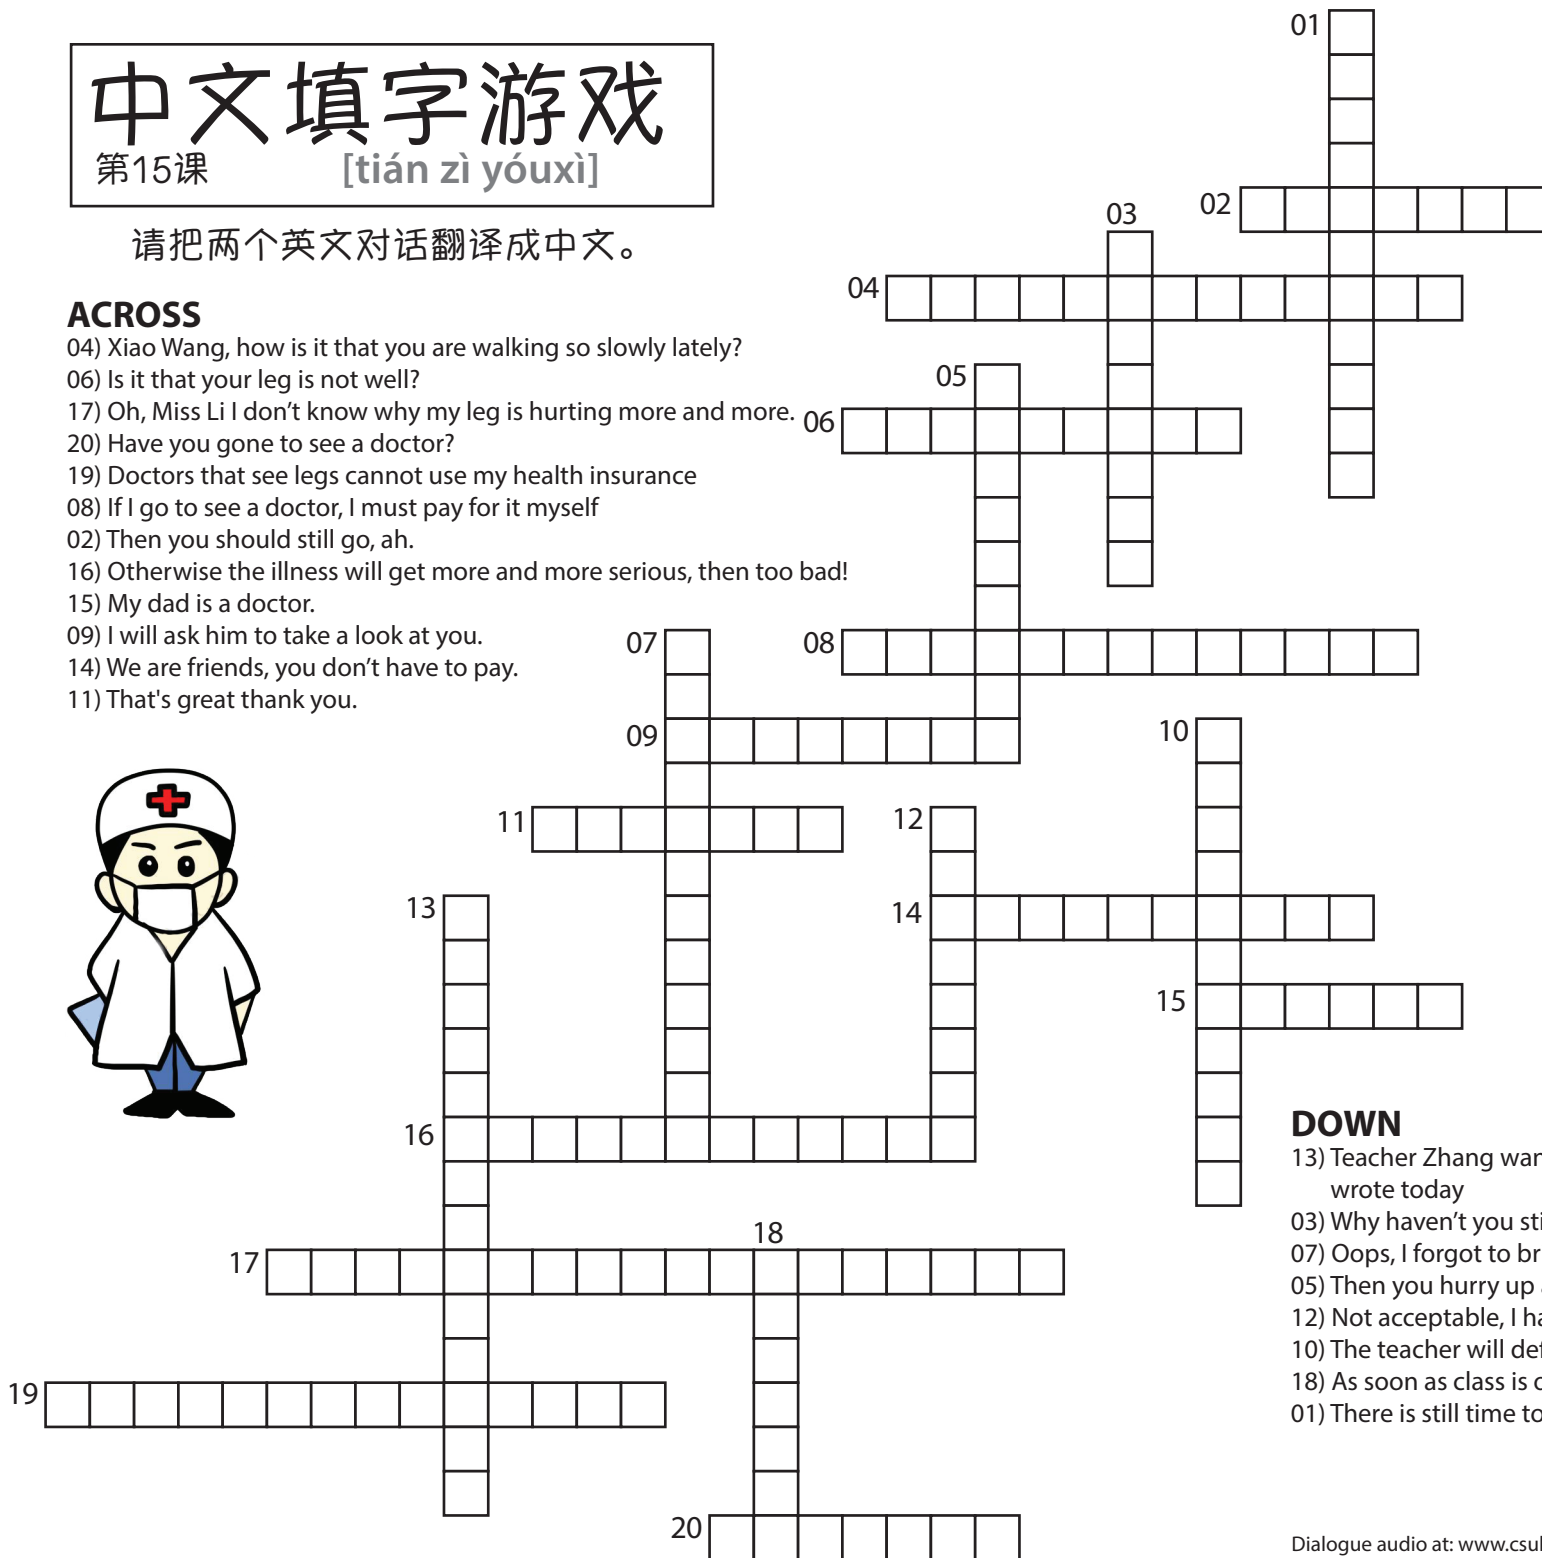 中文填字游戏
第15课 [tián zì yóuxì]
请把两个英文对话翻译成中文。
ACROSS
04) Xiao Wang, how is it that you are walking so slowly lately?
06) Is it that your leg is not well?
17) Oh, Miss Li I don’t know why my leg is hurting more and more.
20) Have you gone to see a doctor?
19) Doctors that see legs cannot use my health insurance
08) If I go to see a doctor, I must pay for it myself
02) Then you should still go, ah.
16) Otherwise the illness will get more and more serious, then too bad!
15) My dad is a doctor.
09) I will ask him to take a look at you.
14) We are friends, you don’t have to pay.
11) That's great thank you.
01
02
03
04
05
06
07
08
09
10
11
12
13
14
15
16
17
18
19
20
DOWN
13) Teacher Zhang wan
wrote today
03) Why haven’t you sti
07) Oops, I forgot to br
05) Then you hurry up
12) Not acceptable, I ha
10) The teacher will def
18) As soon as class is
01) There is still time to
Dialogue audio at: www.csul